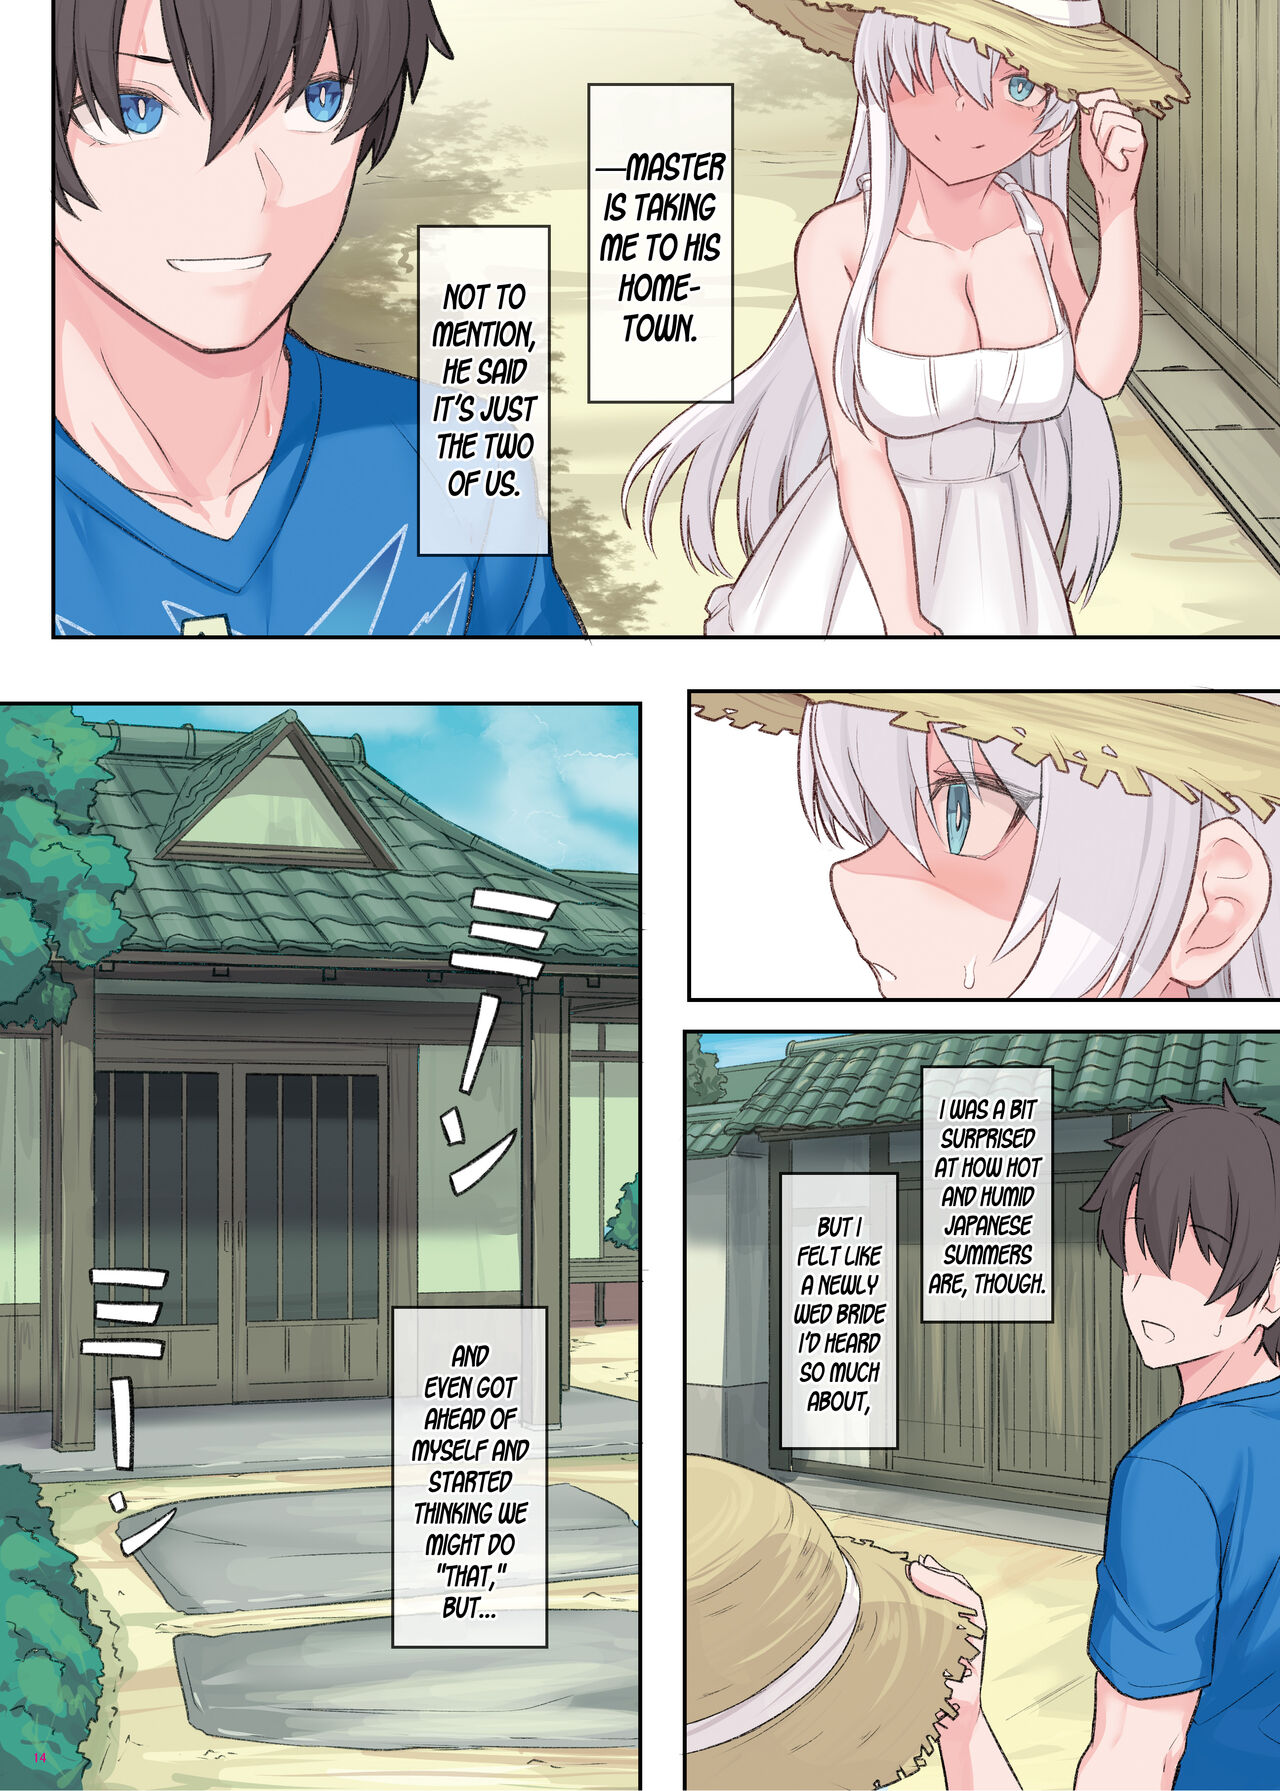 —MASTER
IS TAKING
ME TO HIS
HOME-
TOWN.
NOT TO
MENTION,
HE SAID
IT'S JUST
THE TWO
OF US.
I WAS A BIT
SURPRISED
AT HOW HOT
AND HUMID
JAPANESE
SUMMERS
ARE, THOUGH.
BUT I
FELT LIKE
A NEWLY
WED BRIDE
I'D HEARD
SO MUCH
ABOUT,
ミーン
ミーン
AND
EVEN GOT
AHEAD OF
MYSELF AND
STARTED
THINKING WE
MIGHT DO
"THAT,"
BUT...
14